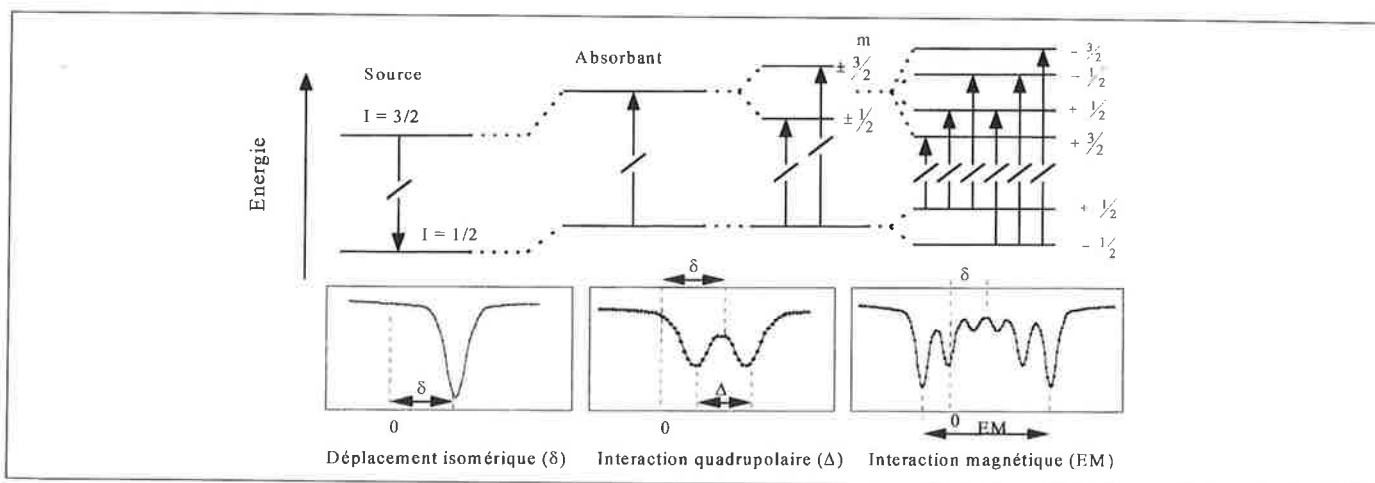 m
Absorbant
Source
± 3/2
± 1/2
I = 3/2
I = 1/2
Energie
- 3/2
- 1/2
+ 1/2
+ 3/2
+ 1/2
- 1/2
δ
δ
δ
Δ
0
0
0
EM
Déplacement isomérique (δ)
Interaction quadrupolaire (Δ)
Interaction magnétique (EM)